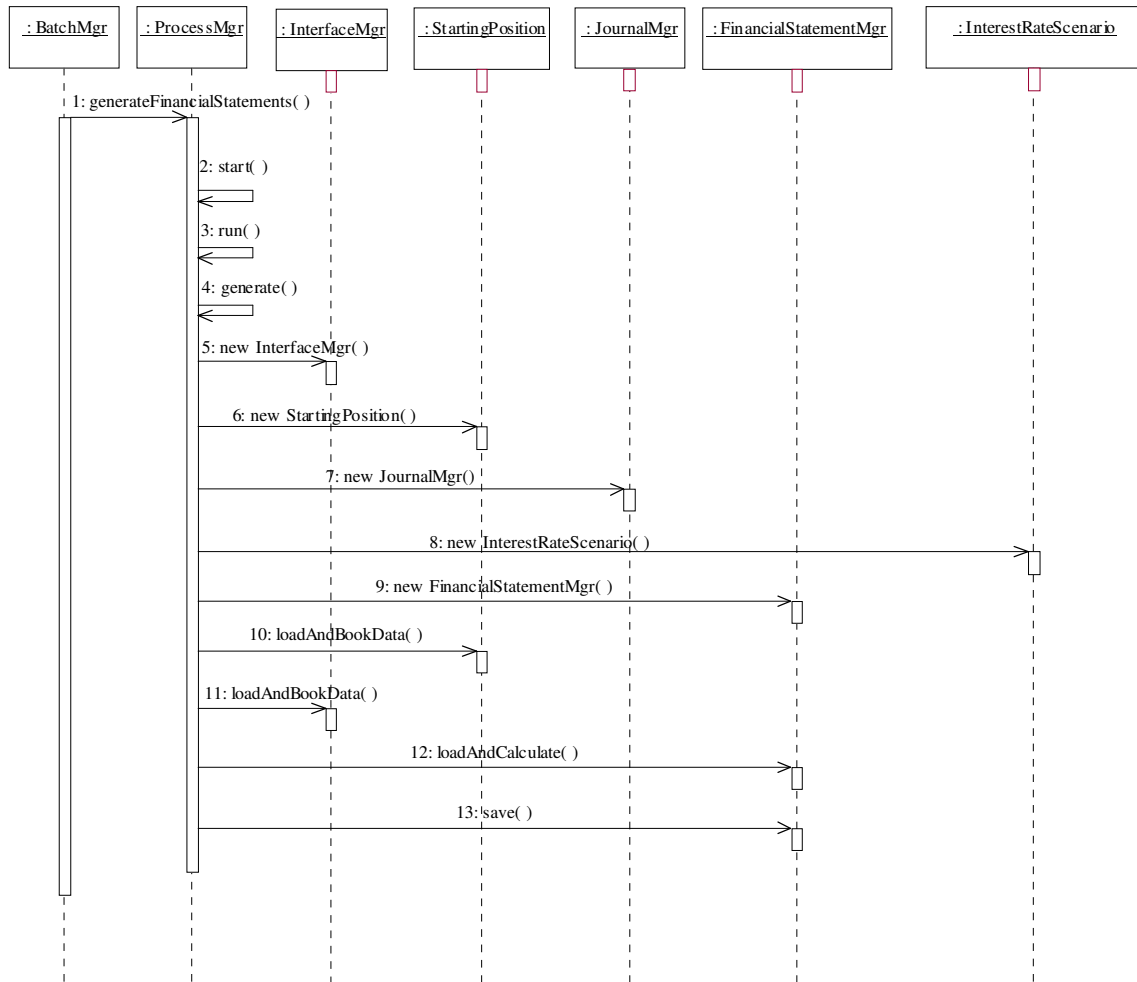 : BatchMgr
: ProcessMgr
: InterfaceMgr
: StartingPosition
: JournalMgr
: FinancialStatementMgr
: InterestRateScenario
1: generateFinancialStatements( )
2: start( )
3: run( )
4: generate( )
5: new InterfaceMgr( )
6: new StartingPosition( )
7: new JournalMgr()
8: new InterestRateScenario( )
9: new FinancialStatementMgr( )
10: loadAndBookData( )
11: loadAndBookData( )
12: loadAndCalculate( )
13: save( )